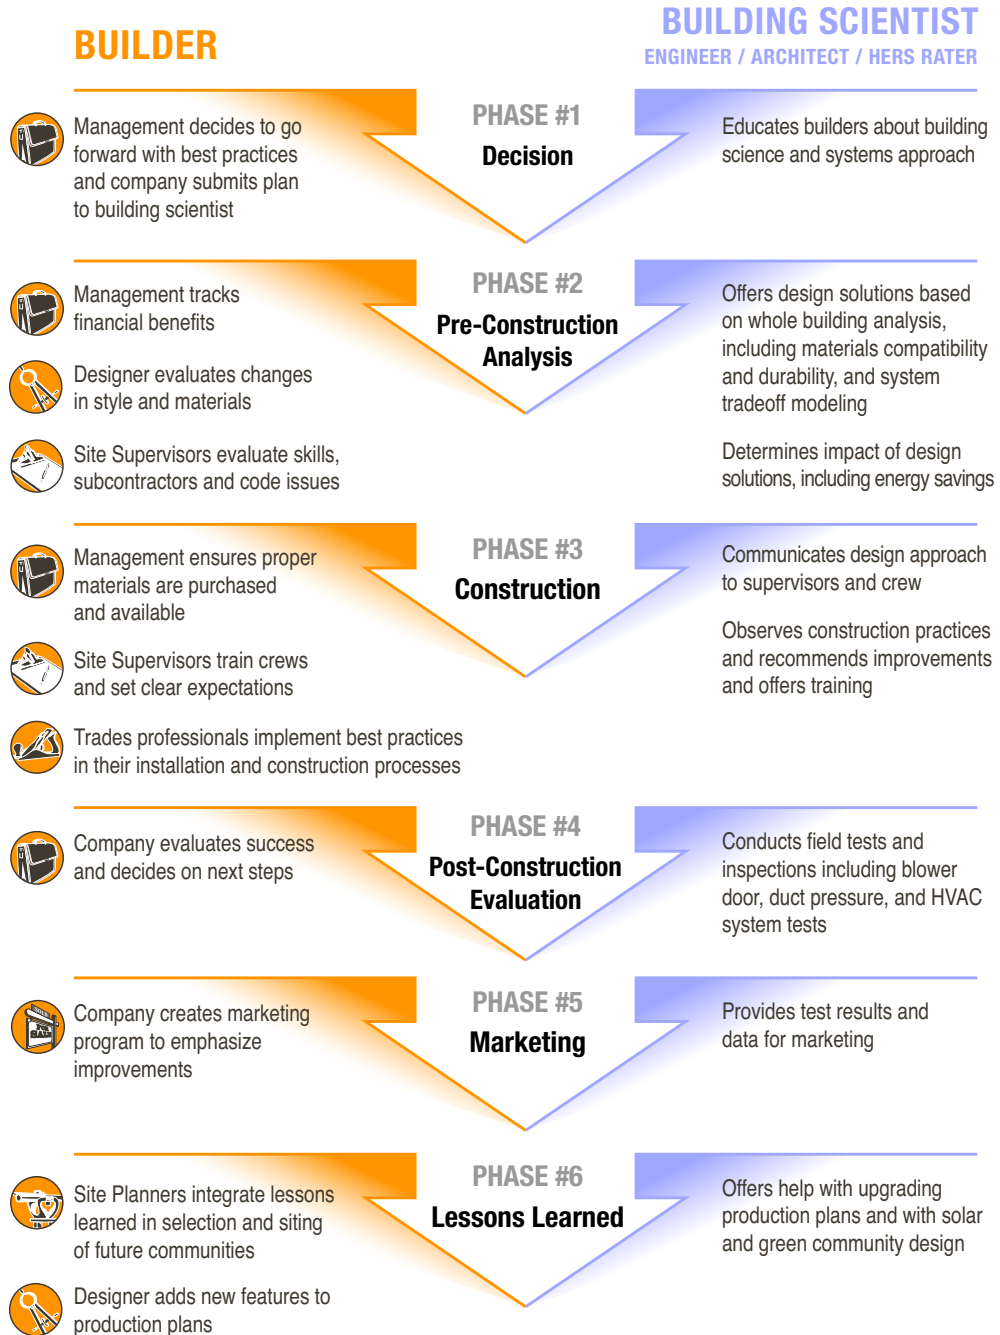 BUILDER
BUILDING SCIENTIST
ENGINEER / ARCHITECT / HERS RATER
PHASE #1
Decision
Management decides to go
forward with best practices
and company submits plan
to building scientist
Educates builders about building
science and systems approach
PHASE #2
Pre-Construction
Analysis
Management tracks
financial benefits
Designer evaluates changes
in style and materials
Site Supervisors evaluate skills,
subcontractors and code issues
Offers design solutions based
on whole building analysis,
including materials compatibility
and durability, and system
tradeoff modeling
Determines impact of design
solutions, including energy savings
PHASE #3
Construction
Management ensures proper
materials are purchased
and available
Site Supervisors train crews
and set clear expectations
Trades professionals implement best practices
in their installation and construction processes
Communicates design approach
to supervisors and crew
Observes construction practices
and recommends improvements
and offers training
PHASE #4
Post-Construction
Evaluation
Company evaluates success
and decides on next steps
Conducts field tests and
inspections including blower
door, duct pressure, and HVAC
system tests
PHASE #5
Marketing
FOR
SALE
Company creates marketing
program to emphasize
improvements
Provides test results and
data for marketing
PHASE #6
Lessons Learned
Site Planners integrate lessons
learned in selection and siting
of future communities
Designer adds new features to
production plans
Offers help with upgrading
production plans and with solar
and green community design